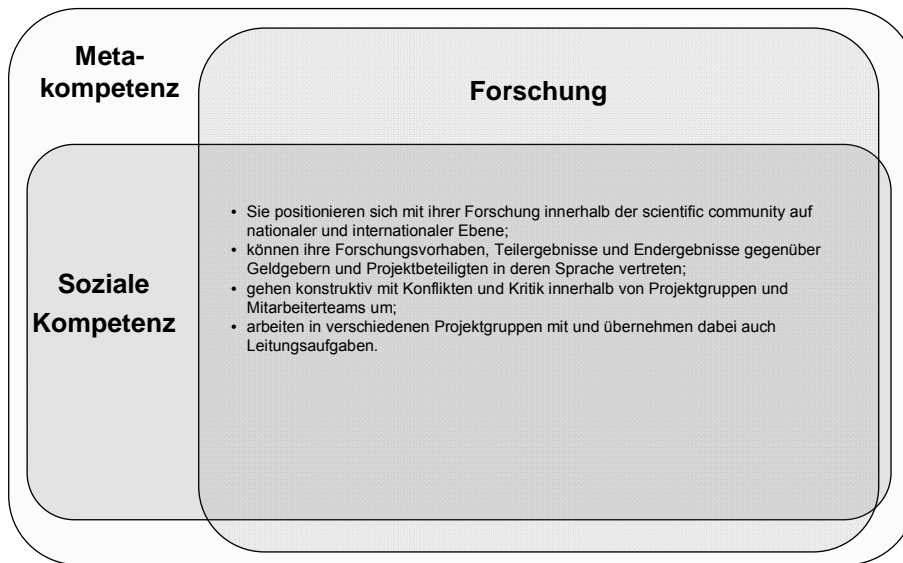 Meta-
kompetenz
Forschung
• Sie positionieren sich mit ihrer Forschung innerhalb der scientific community auf
nationaler und internationaler Ebene;
• können ihre Forschungsvorhaben, Teilergebnisse und Endergebnisse gegenüber
Geldgebern und Projektbeteiligten in deren Sprache vertreten;
• gehen konstruktiv mit Konflikten und Kritik innerhalb von Projektgruppen und
Mitarbeiterteams um;
• arbeiten in verschiedenen Projektgruppen mit und übernehmen dabei auch
Leitungsaufgaben.
Soziale
Kompetenz